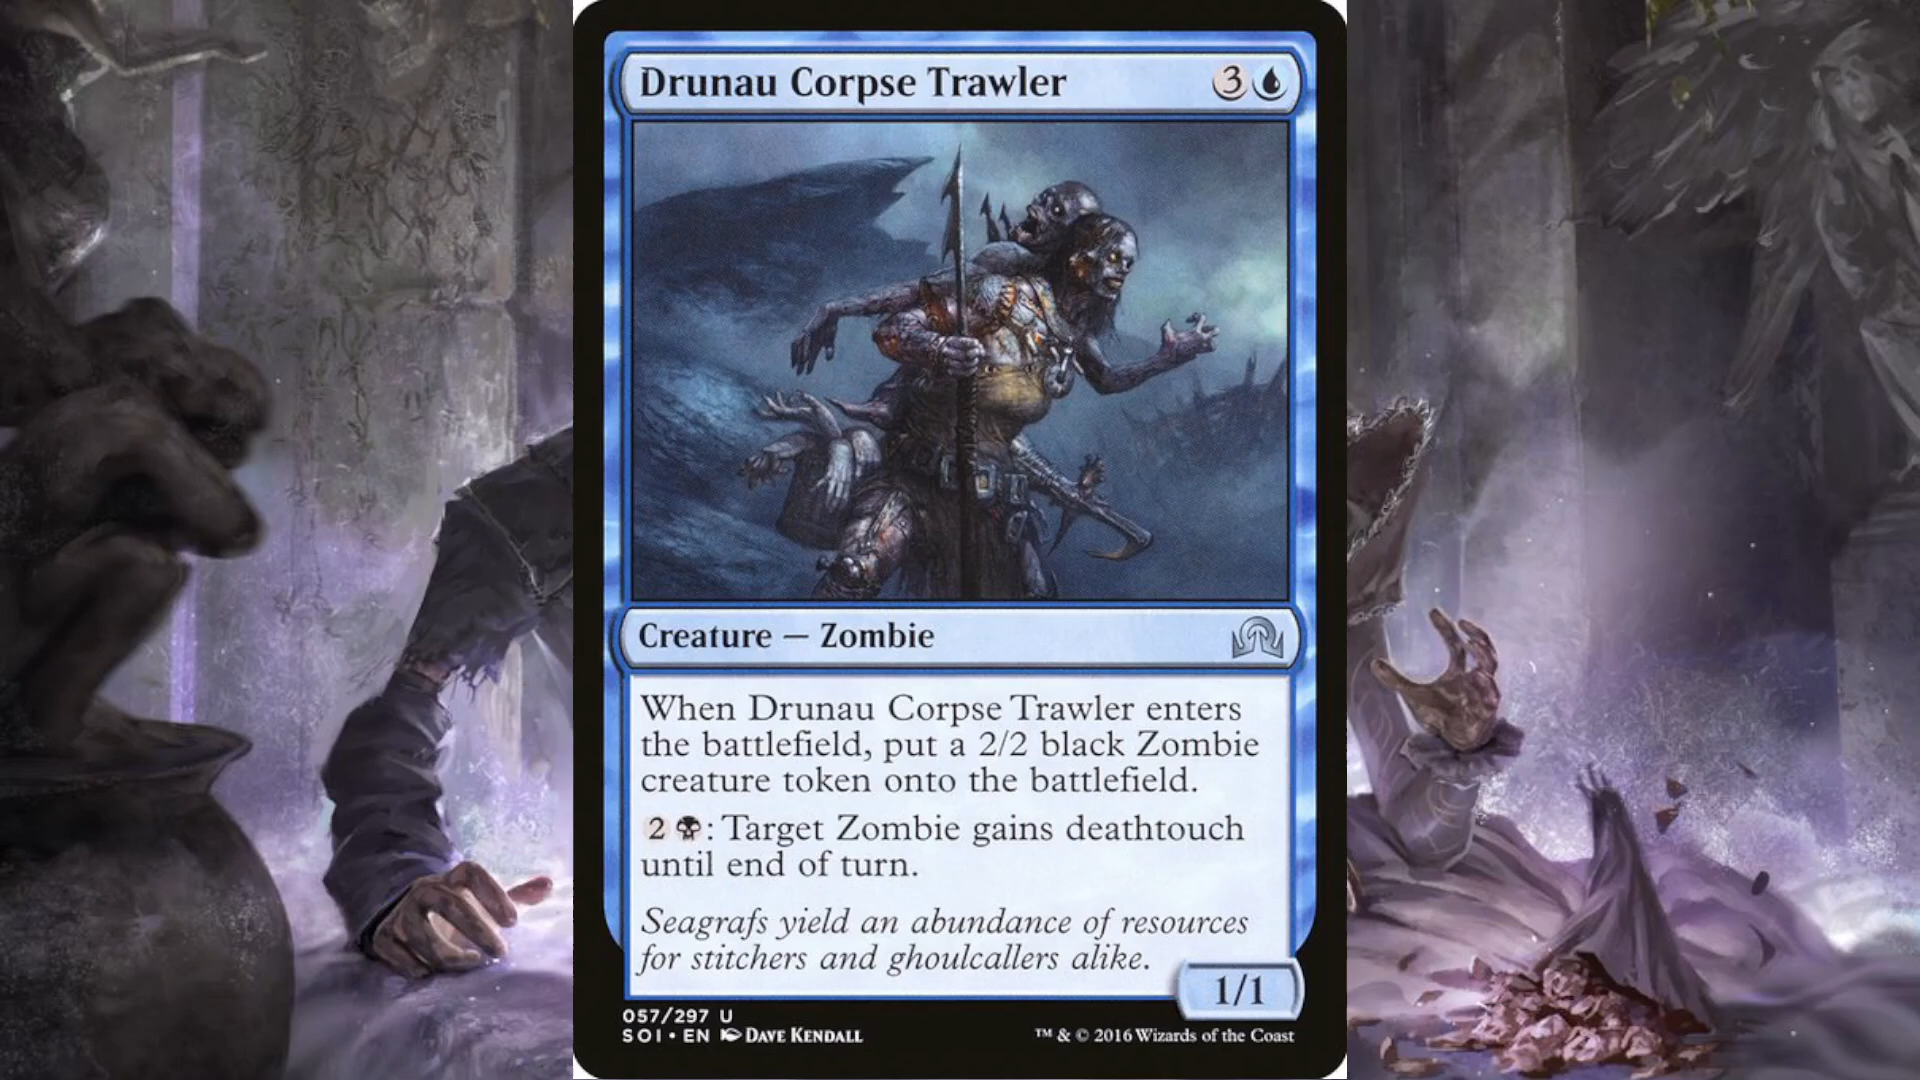 Drunau Corpse Trawler 3
Creature — Zombie
When Drunau Corpse Trawler enters
the battlefield, put a 2/2 black Zombie
creature token onto the battlefield.
2 : Target Zombie gains deathtouch
until end of turn.
Seagrafs yield an abundance of resources
for stitchers and ghoulcallers alike.
1/1
057/297 U
SOI • EN DAVE KENDALL
™ & © 2016 Wizards of the Coast